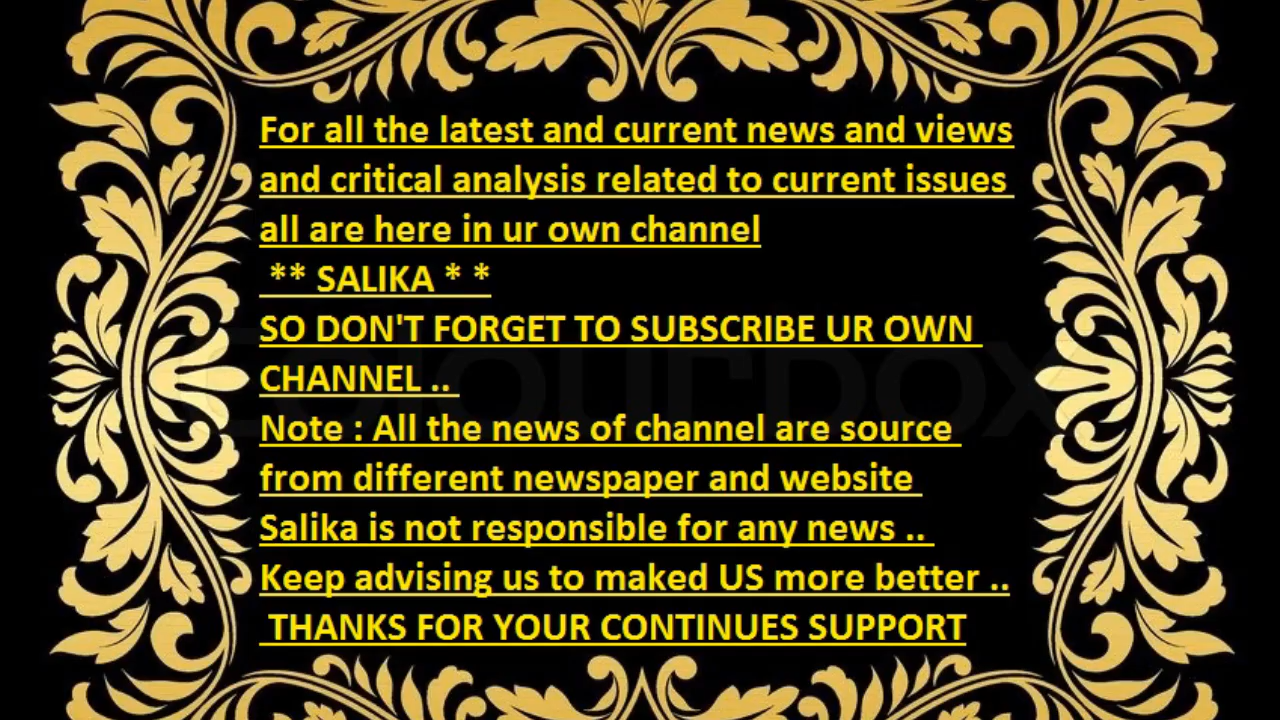 For all the latest and current news and views
and critical analysis related to current issues
all are here in ur own channel
** SALIKA * *
SO DON'T FORGET TO SUBSCRIBE UR OWN
CHANNEL ..
Note : All the news of channel are source
from different newspaper and website
Salika is not responsible for any news ..
Keep advising us to maked US more better ..
THANKS FOR YOUR CONTINUES SUPPORT